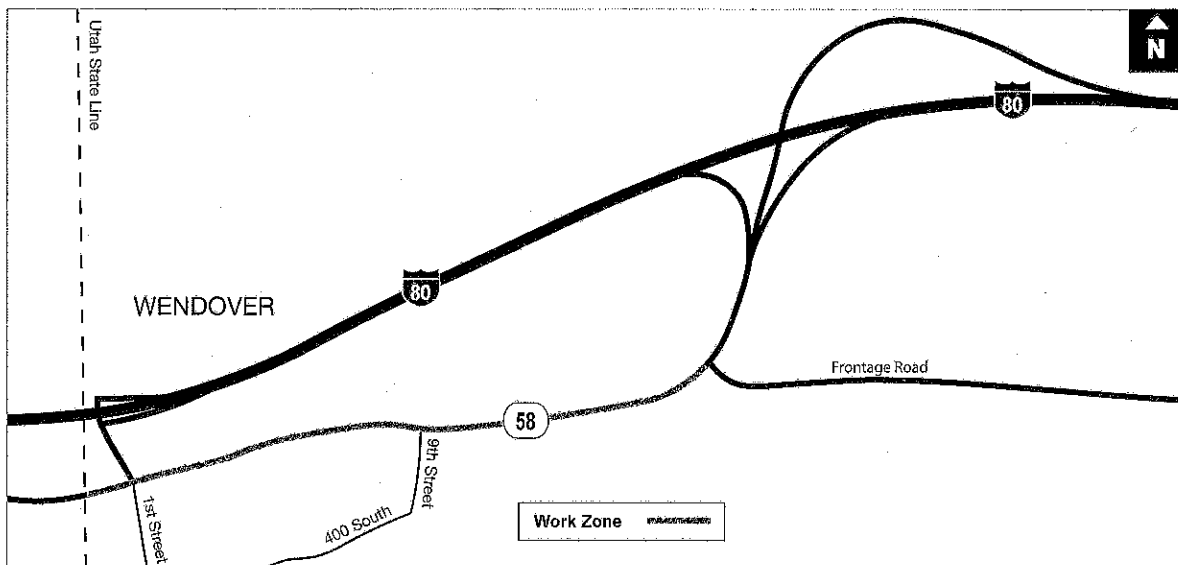 Utah State Line
N
80
80
WENDOVER
Frontage Road
58
9th Street
1st Street
400 South
Work Zone